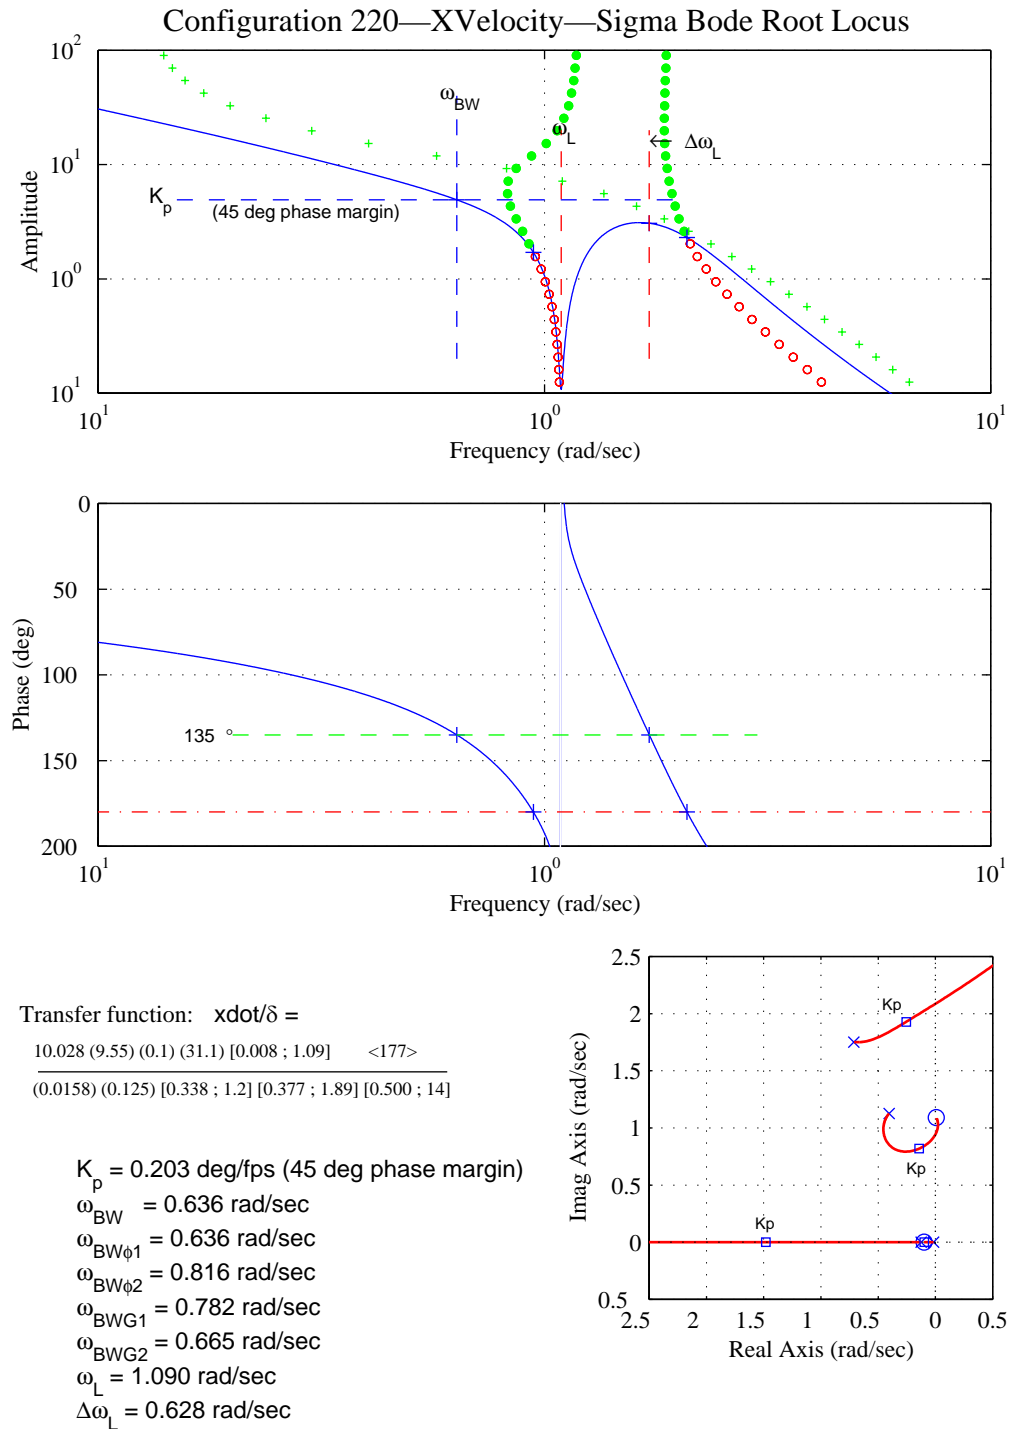 Configuration 220—XVelocity—Sigma Bode Root Locus
10²
10¹
10⁰
10¹
Amplitude
ω_BW
ω_L
← Δω_L
K_p
(45 deg phase margin)
10¹ 10⁰ 10¹
Frequency (rad/sec)
0
50
100
150
200
Phase (deg)
135 °
10¹ 10⁰ 10¹
Frequency (rad/sec)
Transfer function: xdot/δ =
10.028 (9.55) (0.1) (31.1) [0.008 ; 1.09] <177>
(0.0158) (0.125) [0.338 ; 1.2] [0.377 ; 1.89] [0.500 ; 14]
K_p = 0.203 deg/fps (45 deg phase margin)
ω_BW = 0.636 rad/sec
ω_BWϕ1 = 0.636 rad/sec
ω_BWϕ2 = 0.816 rad/sec
ω_BWG1 = 0.782 rad/sec
ω_BWG2 = 0.665 rad/sec
ω_L = 1.090 rad/sec
Δω_L = 0.628 rad/sec
2.5
2
1.5
1
0.5
0
0.5
Imag Axis (rad/sec)
Kp
Kp
Kp
2.5 2 1.5 1 0.5 0 0.5
Real Axis (rad/sec)